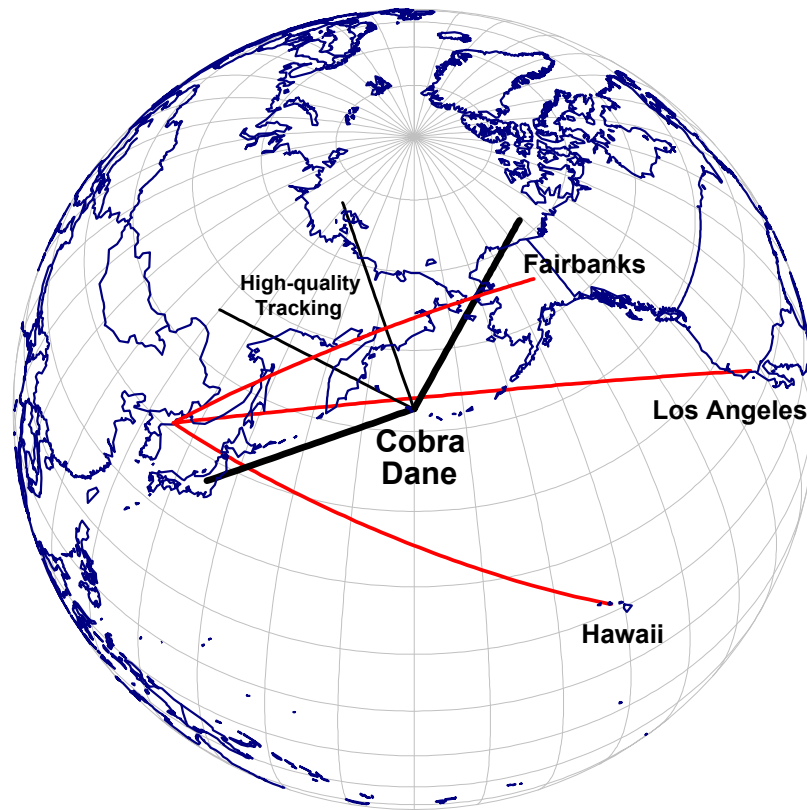 Fairbanks
High-quality
Tracking
Los Angeles
Cobra
Dane
Hawaii